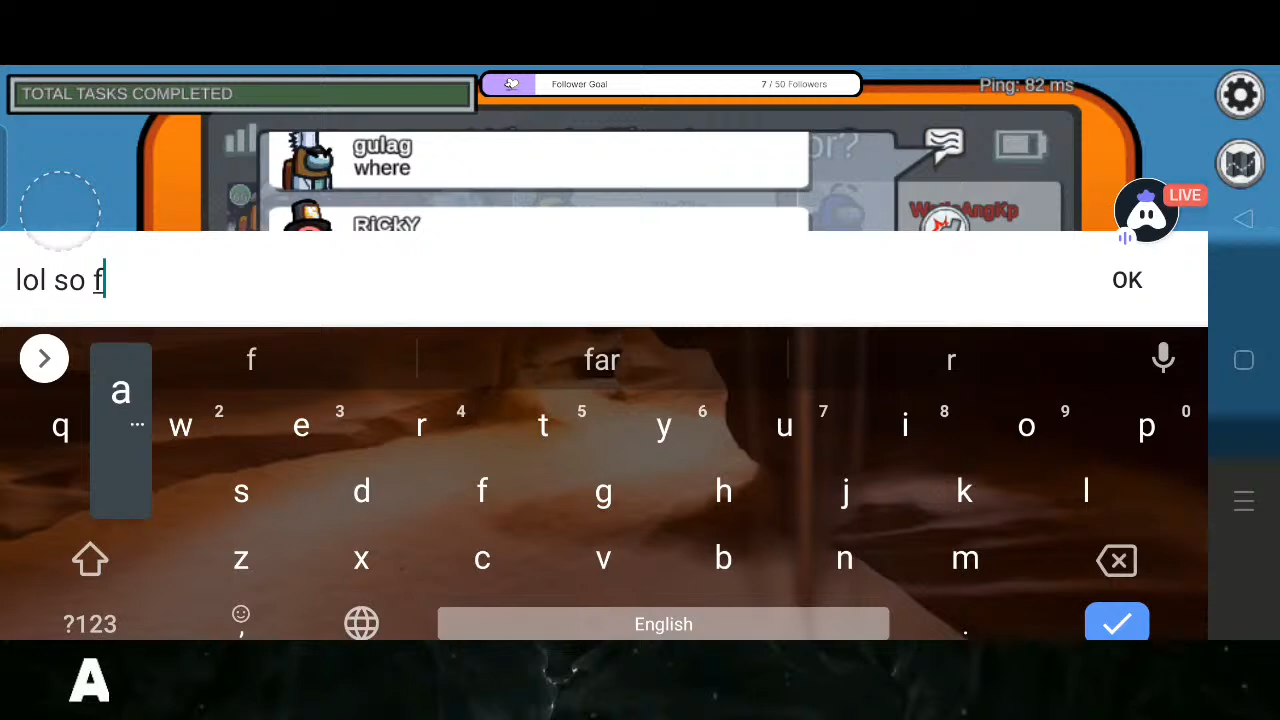 TOTAL TASKS COMPLETED
Follower Goal
7 / 50 Followers
Ping: 82 ms
gulag
where
or?
RiCKY
LIVE
lol so f
OK
f far r
a
q w 2 e 3 r 4 t 5 y 6 u 7 i 8 o 9 p 0
s d f g h j k l
z x c v b n m
?123 , English .
A